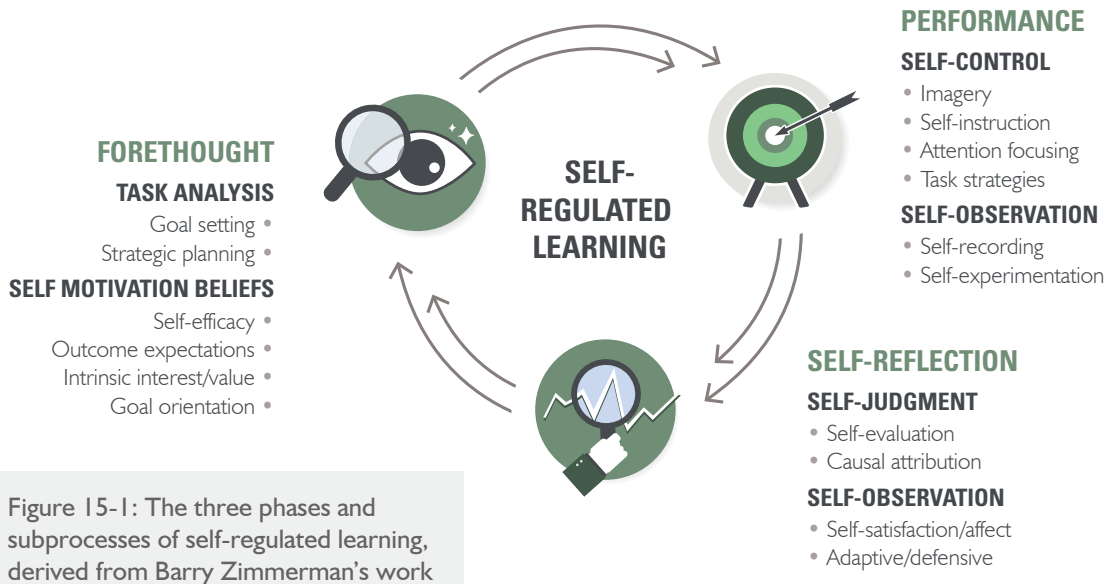 FORETHOUGHT
TASK ANALYSIS
Goal setting •
Strategic planning •
SELF MOTIVATION BELIEFS
Self-efficacy •
Outcome expectations •
Intrinsic interest/value •
Goal orientation •
SELF-
REGULATED
LEARNING
PERFORMANCE
SELF-CONTROL
• Imagery
• Self-instruction
• Attention focusing
• Task strategies
SELF-OBSERVATION
• Self-recording
• Self-experimentation
SELF-REFLECTION
SELF-JUDGMENT
• Self-evaluation
• Causal attribution
SELF-OBSERVATION
• Self-satisfaction/affect
• Adaptive/defensive
Figure 15-1: The three phases and
subprocesses of self-regulated learning,
derived from Barry Zimmerman’s work